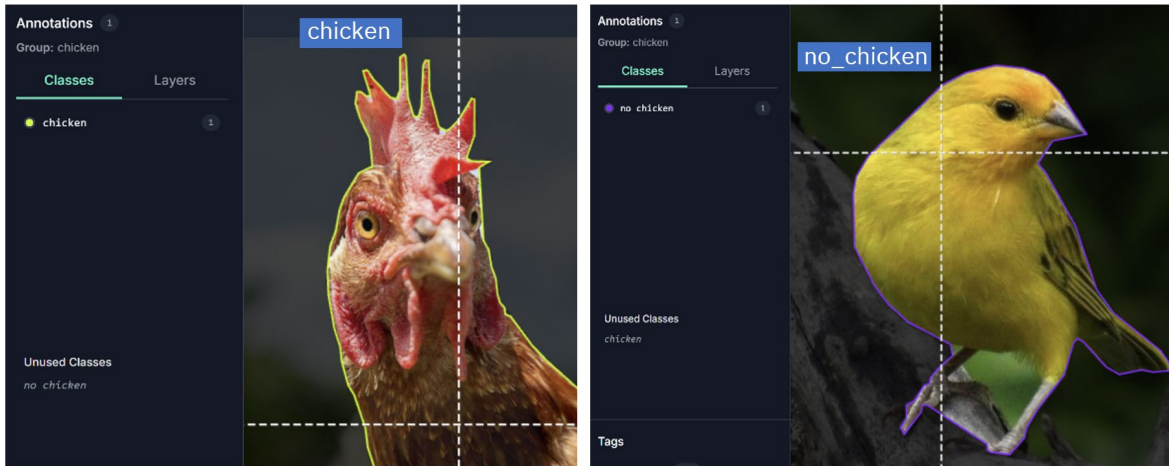 Annotations 1
Group: chicken
Classes Layers
chicken 1
Unused Classes
no chicken
chicken
Annotations 1
Group: chicken
Classes Layers
no chicken 1
Unused Classes
chicken
Tags
no_chicken